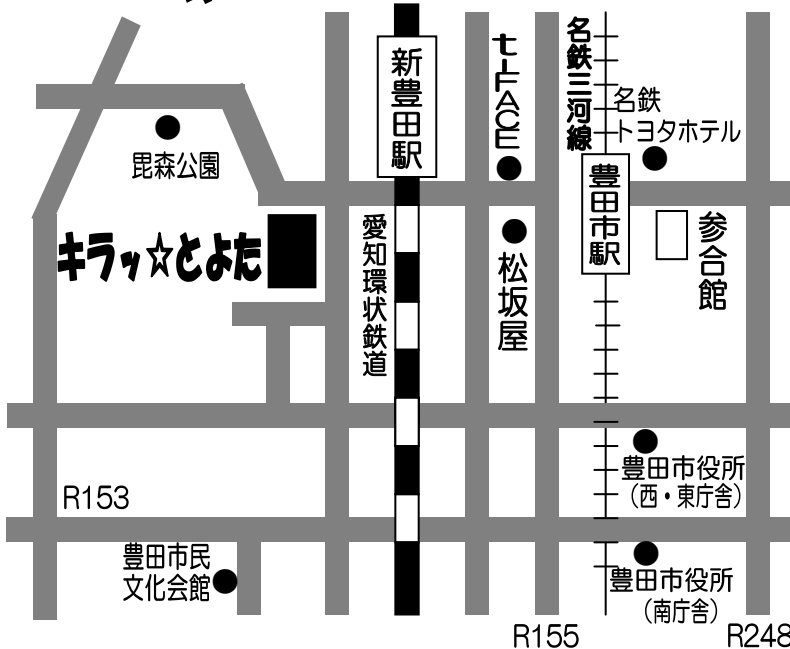 新豊田駅
t-FACE
名鉄三河線
名鉄
トヨタホテル
毘森公園
豊田市駅
キラッ☆とよた
愛知環状鉄道
松坂屋
参合館
豊田市役所
（西・東庁舎）
R153
豊田市民
文化会館
豊田市役所
（南庁舎）
R155
R248